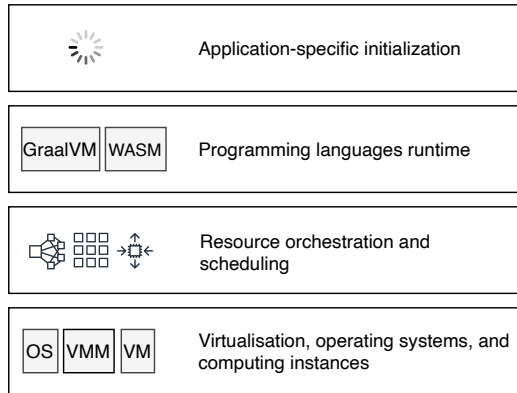 Application-specific initialization
GraalVM WASM Programming languages runtime
Resource orchestration and
scheduling
OS VMM VM Virtualisation, operating systems, and
computing instances